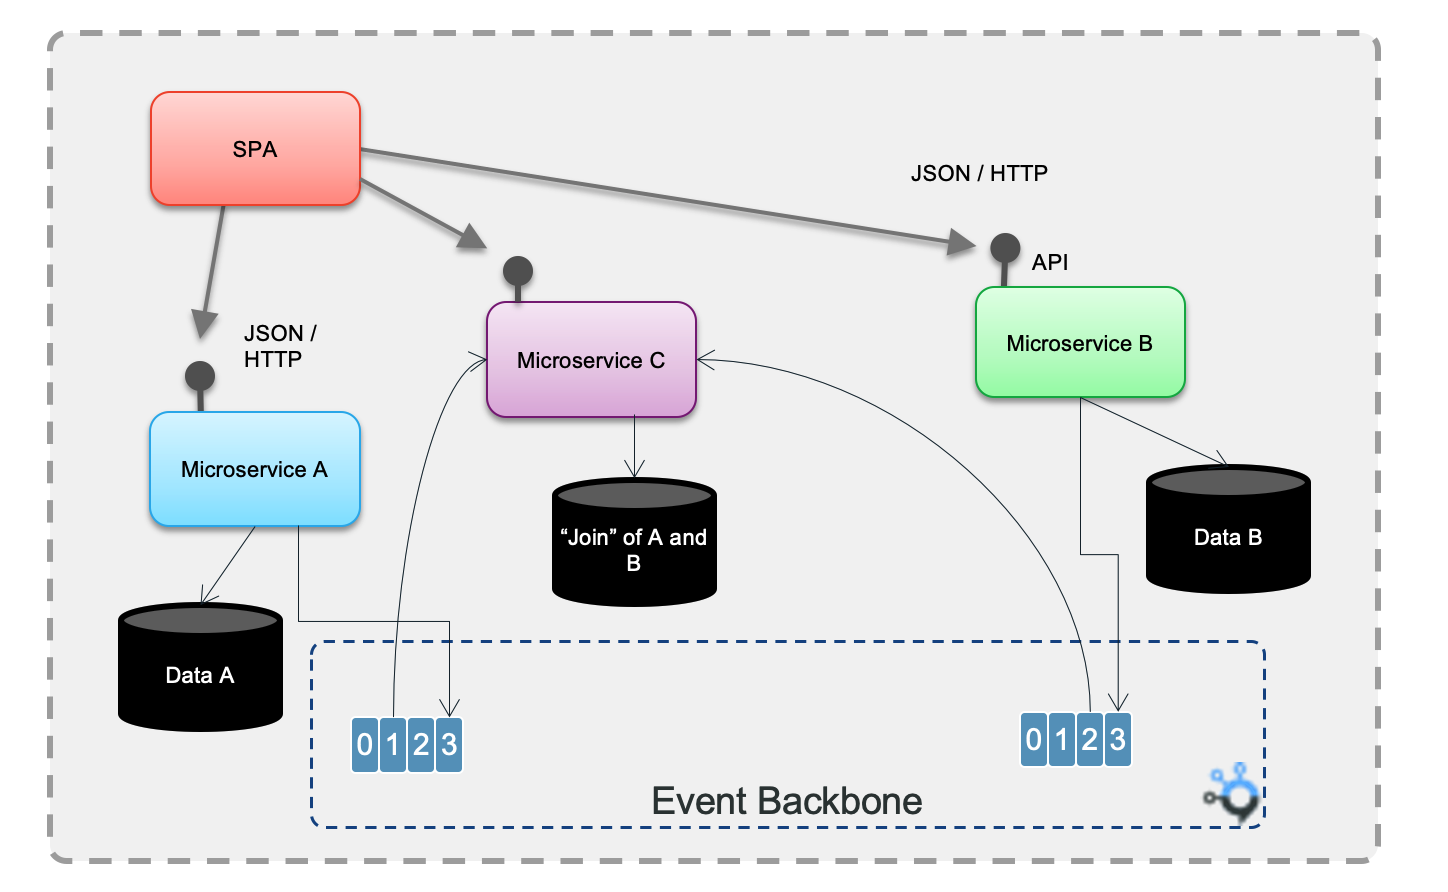 SPA
JSON / HTTP
API
JSON /
HTTP
Microservice B
Microservice C
Microservice A
“Join” of A and
B
Data B
Data A
0 1 2 3
0 1 2 3
Event Backbone